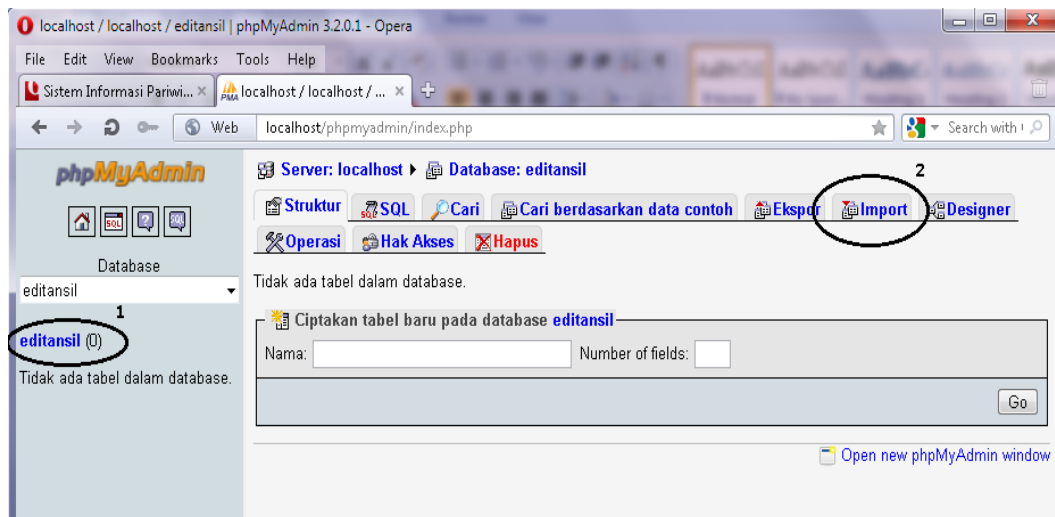 localhost / localhost / editansil | phpMyAdmin 3.2.0.1 - Opera
File Edit View Bookmarks Tools Help
Sistem Informasi Pariwi... × PMA localhost / localhost / ... ×
Web localhost/phpmyadmin/index.php Search with
phpMyAdmin
SQL
SQL
Database
editansil
1
editansil (0)
Tidak ada tabel dalam database.
Server: localhost Database: editansil
2
Struktur SQL Cari Cari berdasarkan data contoh Ekspor Import Designer
Operasi Hak Akses Hapus
Tidak ada tabel dalam database.
Ciptakan tabel baru pada database editansil
Nama: Number of fields:
Go
Open new phpMyAdmin window